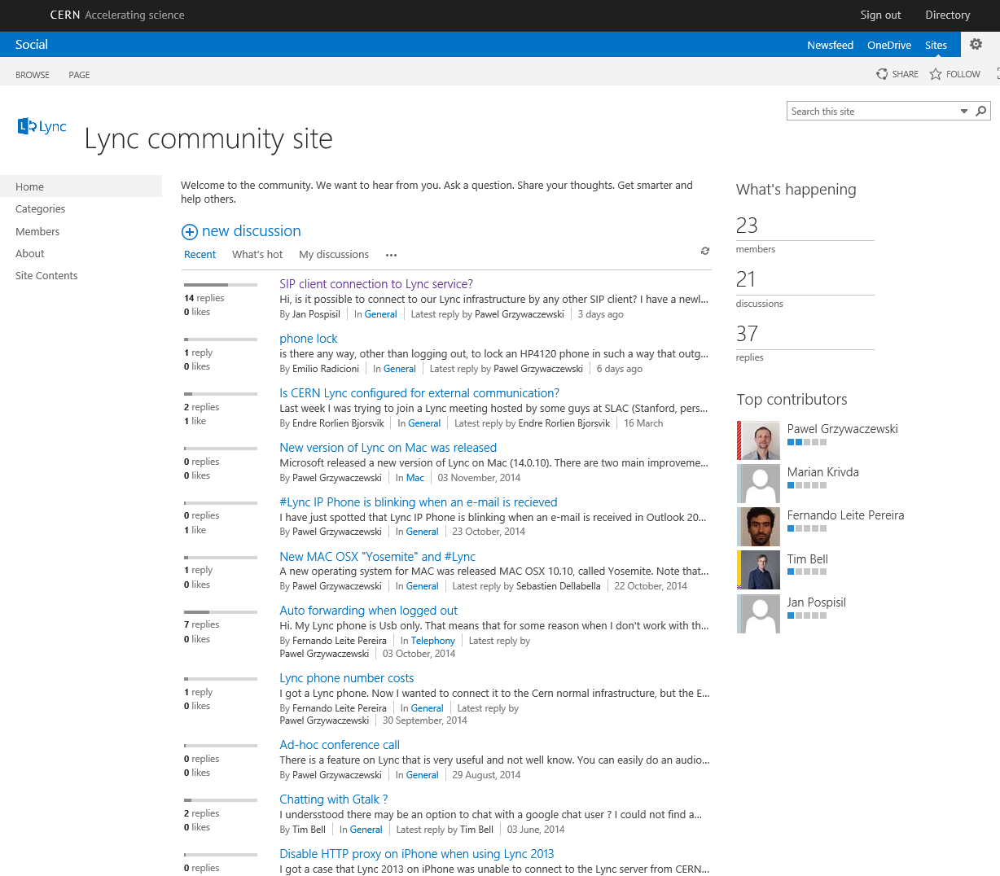 CERN Accelerating science
Sign out Directory
Social
Newsfeed OneDrive Sites
BROWSE PAGE
SHARE FOLLOW
Search this site
Lync
Lync community site
Home
Categories
Members
About
Site Contents
Welcome to the community. We want to hear from you. Ask a question. Share your thoughts. Get smarter and
help others.
new discussion
Recent What's hot My discussions ...
SIP client connection to Lync service?
14 replies
Hi, is it possible to connect to our Lync infrastructure by any other SIP client? I have a newl...
0 likes
By Jan Pospisil In General Latest reply by Pawel Grzywaczewski 3 days ago
phone lock
1 reply
is there any way, other than logging out, to lock an HP4120 phone in such a way that outg...
0 likes
By Emilio Radicioni In General Latest reply by Pawel Grzywaczewski 6 days ago
Is CERN Lync configured for external communication?
2 replies
Last week I was trying to join a Lync meeting hosted by some guys at SLAC (Stanford, pers...
1 like
By Endre Rorlien Bjorsvik In General Latest reply by Endre Rorlien Bjorsvik 16 March
New version of Lync on Mac was released
0 replies
Microsoft released a new version of Lync on Mac (14.0.10). There are two main improveme...
0 likes
By Pawel Grzywaczewski In Mac 03 November, 2014
#Lync IP Phone is blinking when an e-mail is recieved
0 replies
I have just spotted that Lync IP Phone is blinking when an e-mail is received in Outlook 20...
1 like
By Pawel Grzywaczewski In General 23 October, 2014
New MAC OSX "Yosemite" and #Lync
1 reply
A new operating system for MAC was released MAC OSX 10.10, called Yosemite. Note that...
0 likes
By Pawel Grzywaczewski In General Latest reply by Sebastien Dellabella 22 October, 2014
Auto forwarding when logged out
7 replies
Hi. My Lync phone is Usb only. That means that for some reason when I don't work with th...
0 likes
By Fernando Leite Pereira In Telephony Latest reply by
Pawel Grzywaczewski 03 October, 2014
Lync phone number costs
1 reply
I got a Lync phone. Now I wanted to connect it to the Cern normal infrastructure, but the E...
0 likes
By Fernando Leite Pereira In General Latest reply by
Pawel Grzywaczewski 30 September, 2014
Ad-hoc conference call
0 replies
There is a feature on Lync that is very useful and not well know. You can easily do an audio...
0 likes
By Pawel Grzywaczewski In General 29 August, 2014
Chatting with Gtalk ?
2 replies
I undersstood there may be an option to chat with a google chat user ? I could not find a...
0 likes
By Tim Bell In General Latest reply by Tim Bell 03 June, 2014
Disable HTTP proxy on iPhone when using Lync 2013
0 replies
I got a case that Lync 2013 on iPhone was unable to connect to the Lync server from CERN...
What's happening
23
members
21
discussions
37
replies
Top contributors
Pawel Grzywaczewski
Marian Krivda
Fernando Leite Pereira
Tim Bell
Jan Pospisil